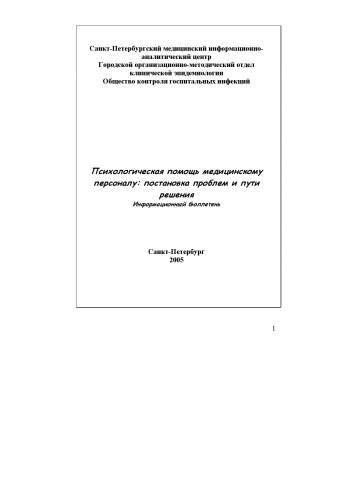 Санкт-Петербургский медицинский информационно-
аналитический центр
Городской организационно-методический отдел
клинической эпидемиологии
Общество контроля госпитальных инфекций
Психологическая помощь медицинскому
персоналу: постановка проблем и пути
решения
Информационный бюллетень
Санкт-Петербург
2005
1